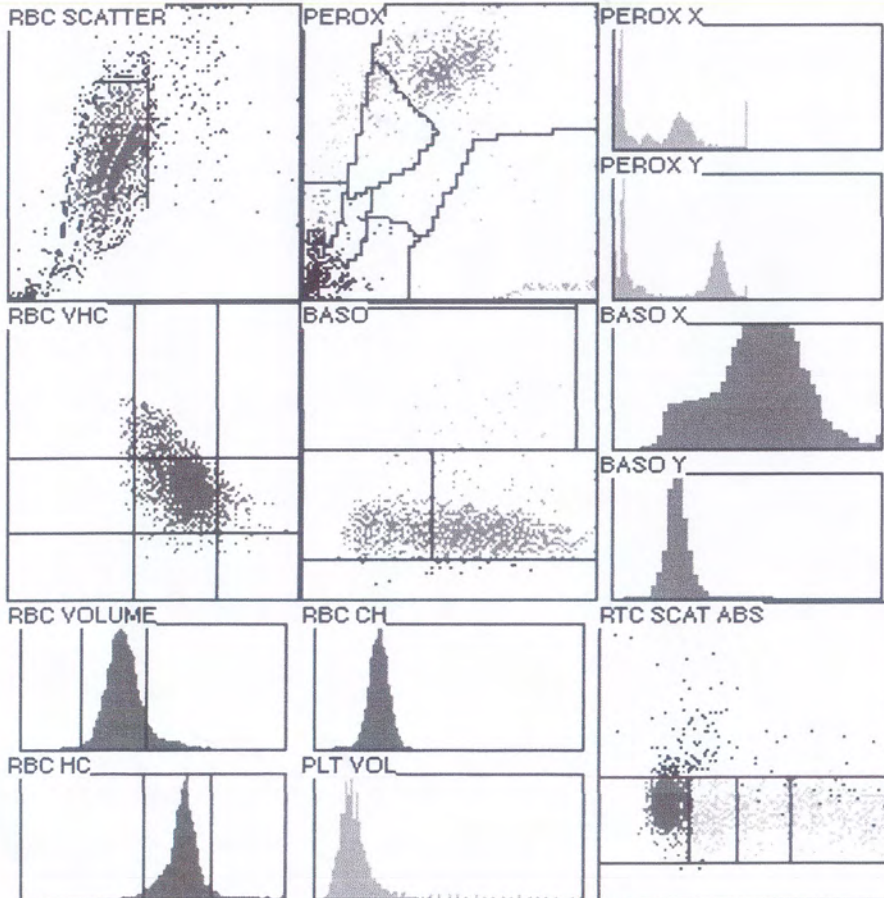 RBC SCATTER
PEROX
PEROX X
PEROX Y
RBC VHC
BASO
BASO X
BASO Y
RBC VOLUME
RBC CH
RTC SCAT ABS
RBC HC
PLT VOL